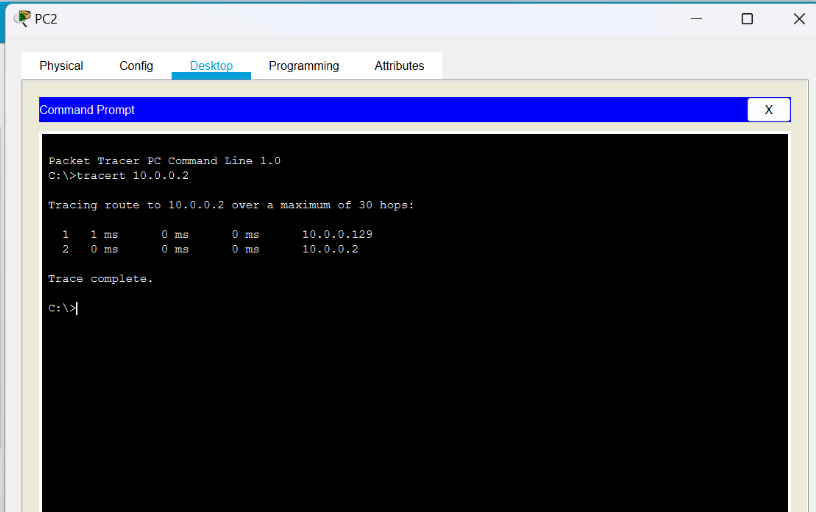 PC2
Physical Config Desktop Programming Attributes
Command Prompt X
Packet Tracer PC Command Line 1.0
C:\>tracert 10.0.0.2
Tracing route to 10.0.0.2 over a maximum of 30 hops:
1 1 ms 0 ms 0 ms 10.0.0.129
2 0 ms 0 ms 0 ms 10.0.0.2
Trace complete.
C:\>